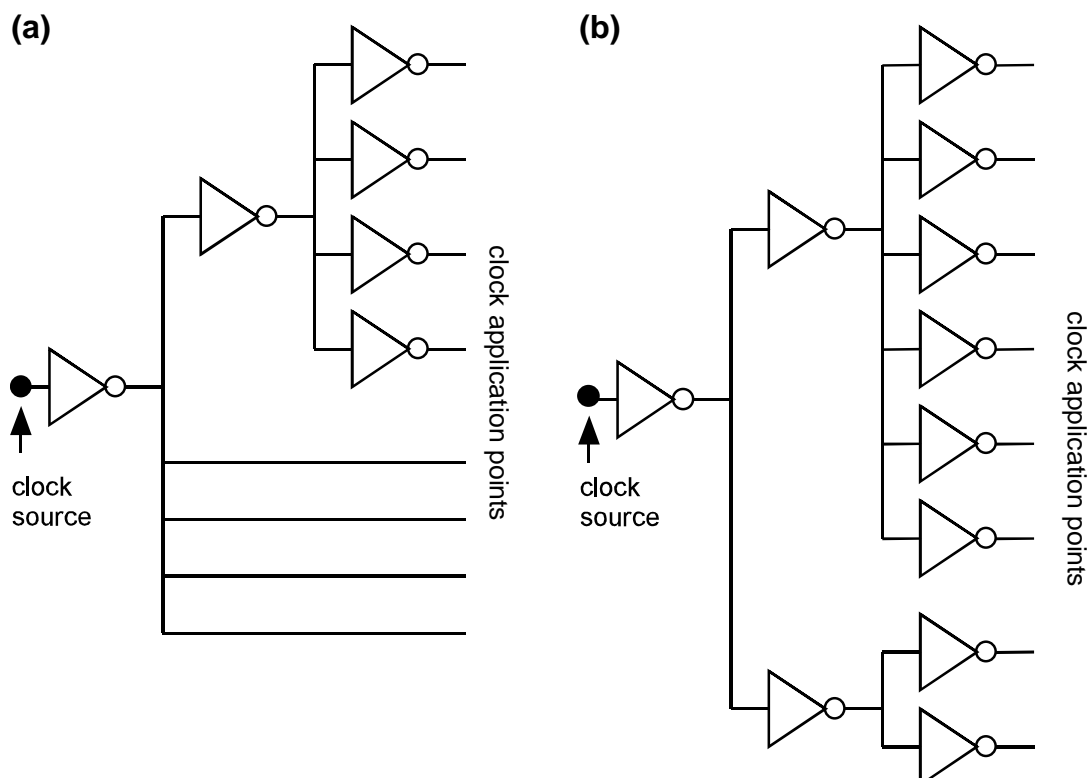 (a)
clock application points
clock
source
(b)
clock application points
clock
source